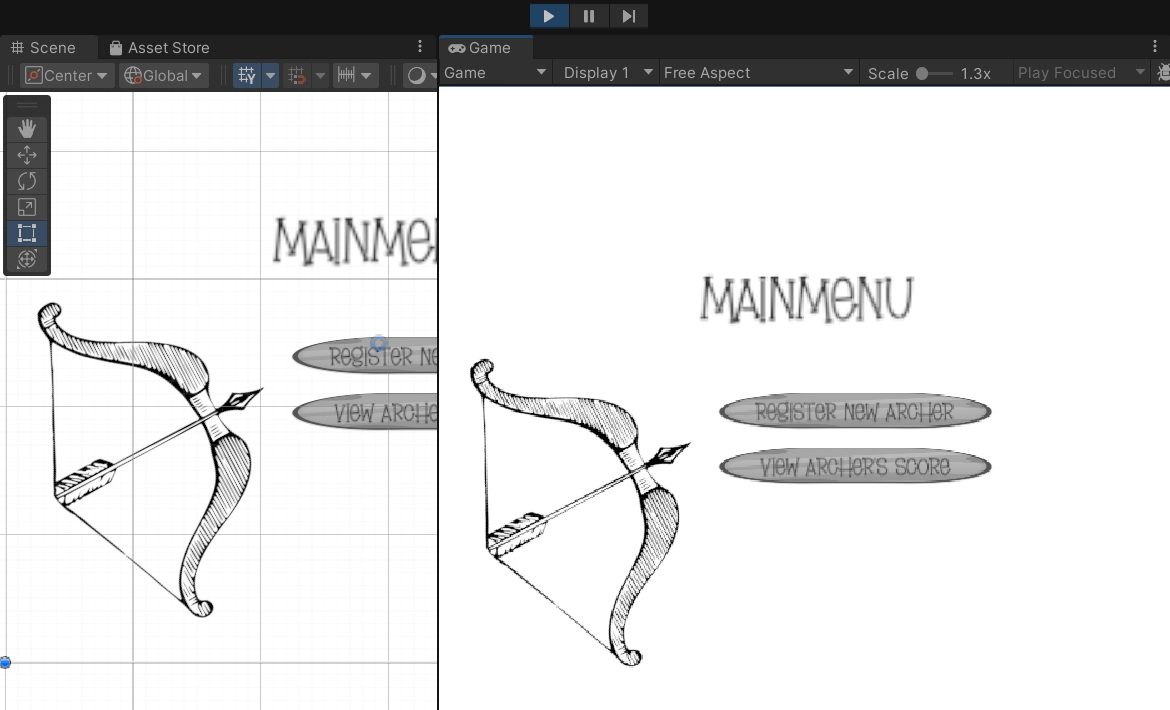 Scene
Asset Store
Game
Center
Global
Game
Display 1
Free Aspect
Scale
1.3x
Play Focused
MAINMe
RegISTER Ne
VIEW ARCHe
MAINMeNU
RegISTER NeW ARCHeR
VIEW ARCHeR'S SCORe